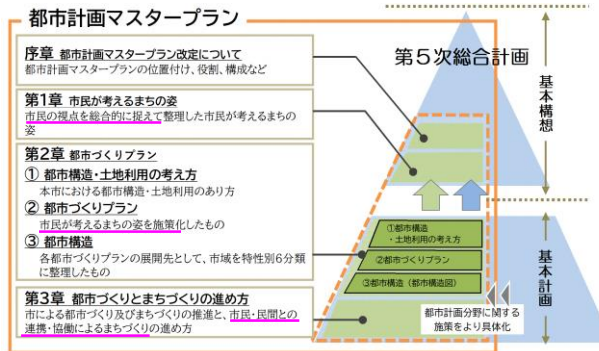 都市計画マスタープラン
序章 都市計画マスタープラン改定について
都市計画マスタープランの位置付け、役割、構成など
第1章 市民が考えるまちの姿
市民の視点を総合的に捉えて整理した市民が考えるまちの
姿
第2章 都市づくりプラン
① 都市構造・土地利用の考え方
本市における都市構造・土地利用のあり方
② 都市づくりプラン
市民が考えるまちの姿を施策化したもの
③ 都市構造
各都市づくりプランの展開先として、市域を特性別6分類
に整理したもの
第3章 都市づくりとまちづくりの進め方
市による都市づくり及びまちづくりの推進と、市民・民間との
連携・協働によるまちづくりの進め方
第5次総合計画
①都市構造
・土地利用の考え方
②都市づくりプラン
③都市構造（都市構造図）
都市計画分野に関する
施策をより具体化
基本構想
基本計画